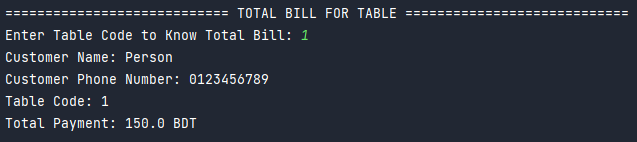 ============================ TOTAL BILL FOR TABLE ============================
Enter Table Code to Know Total Bill: 1
Customer Name: Person
Customer Phone Number: 0123456789
Table Code: 1
Total Payment: 150.0 BDT